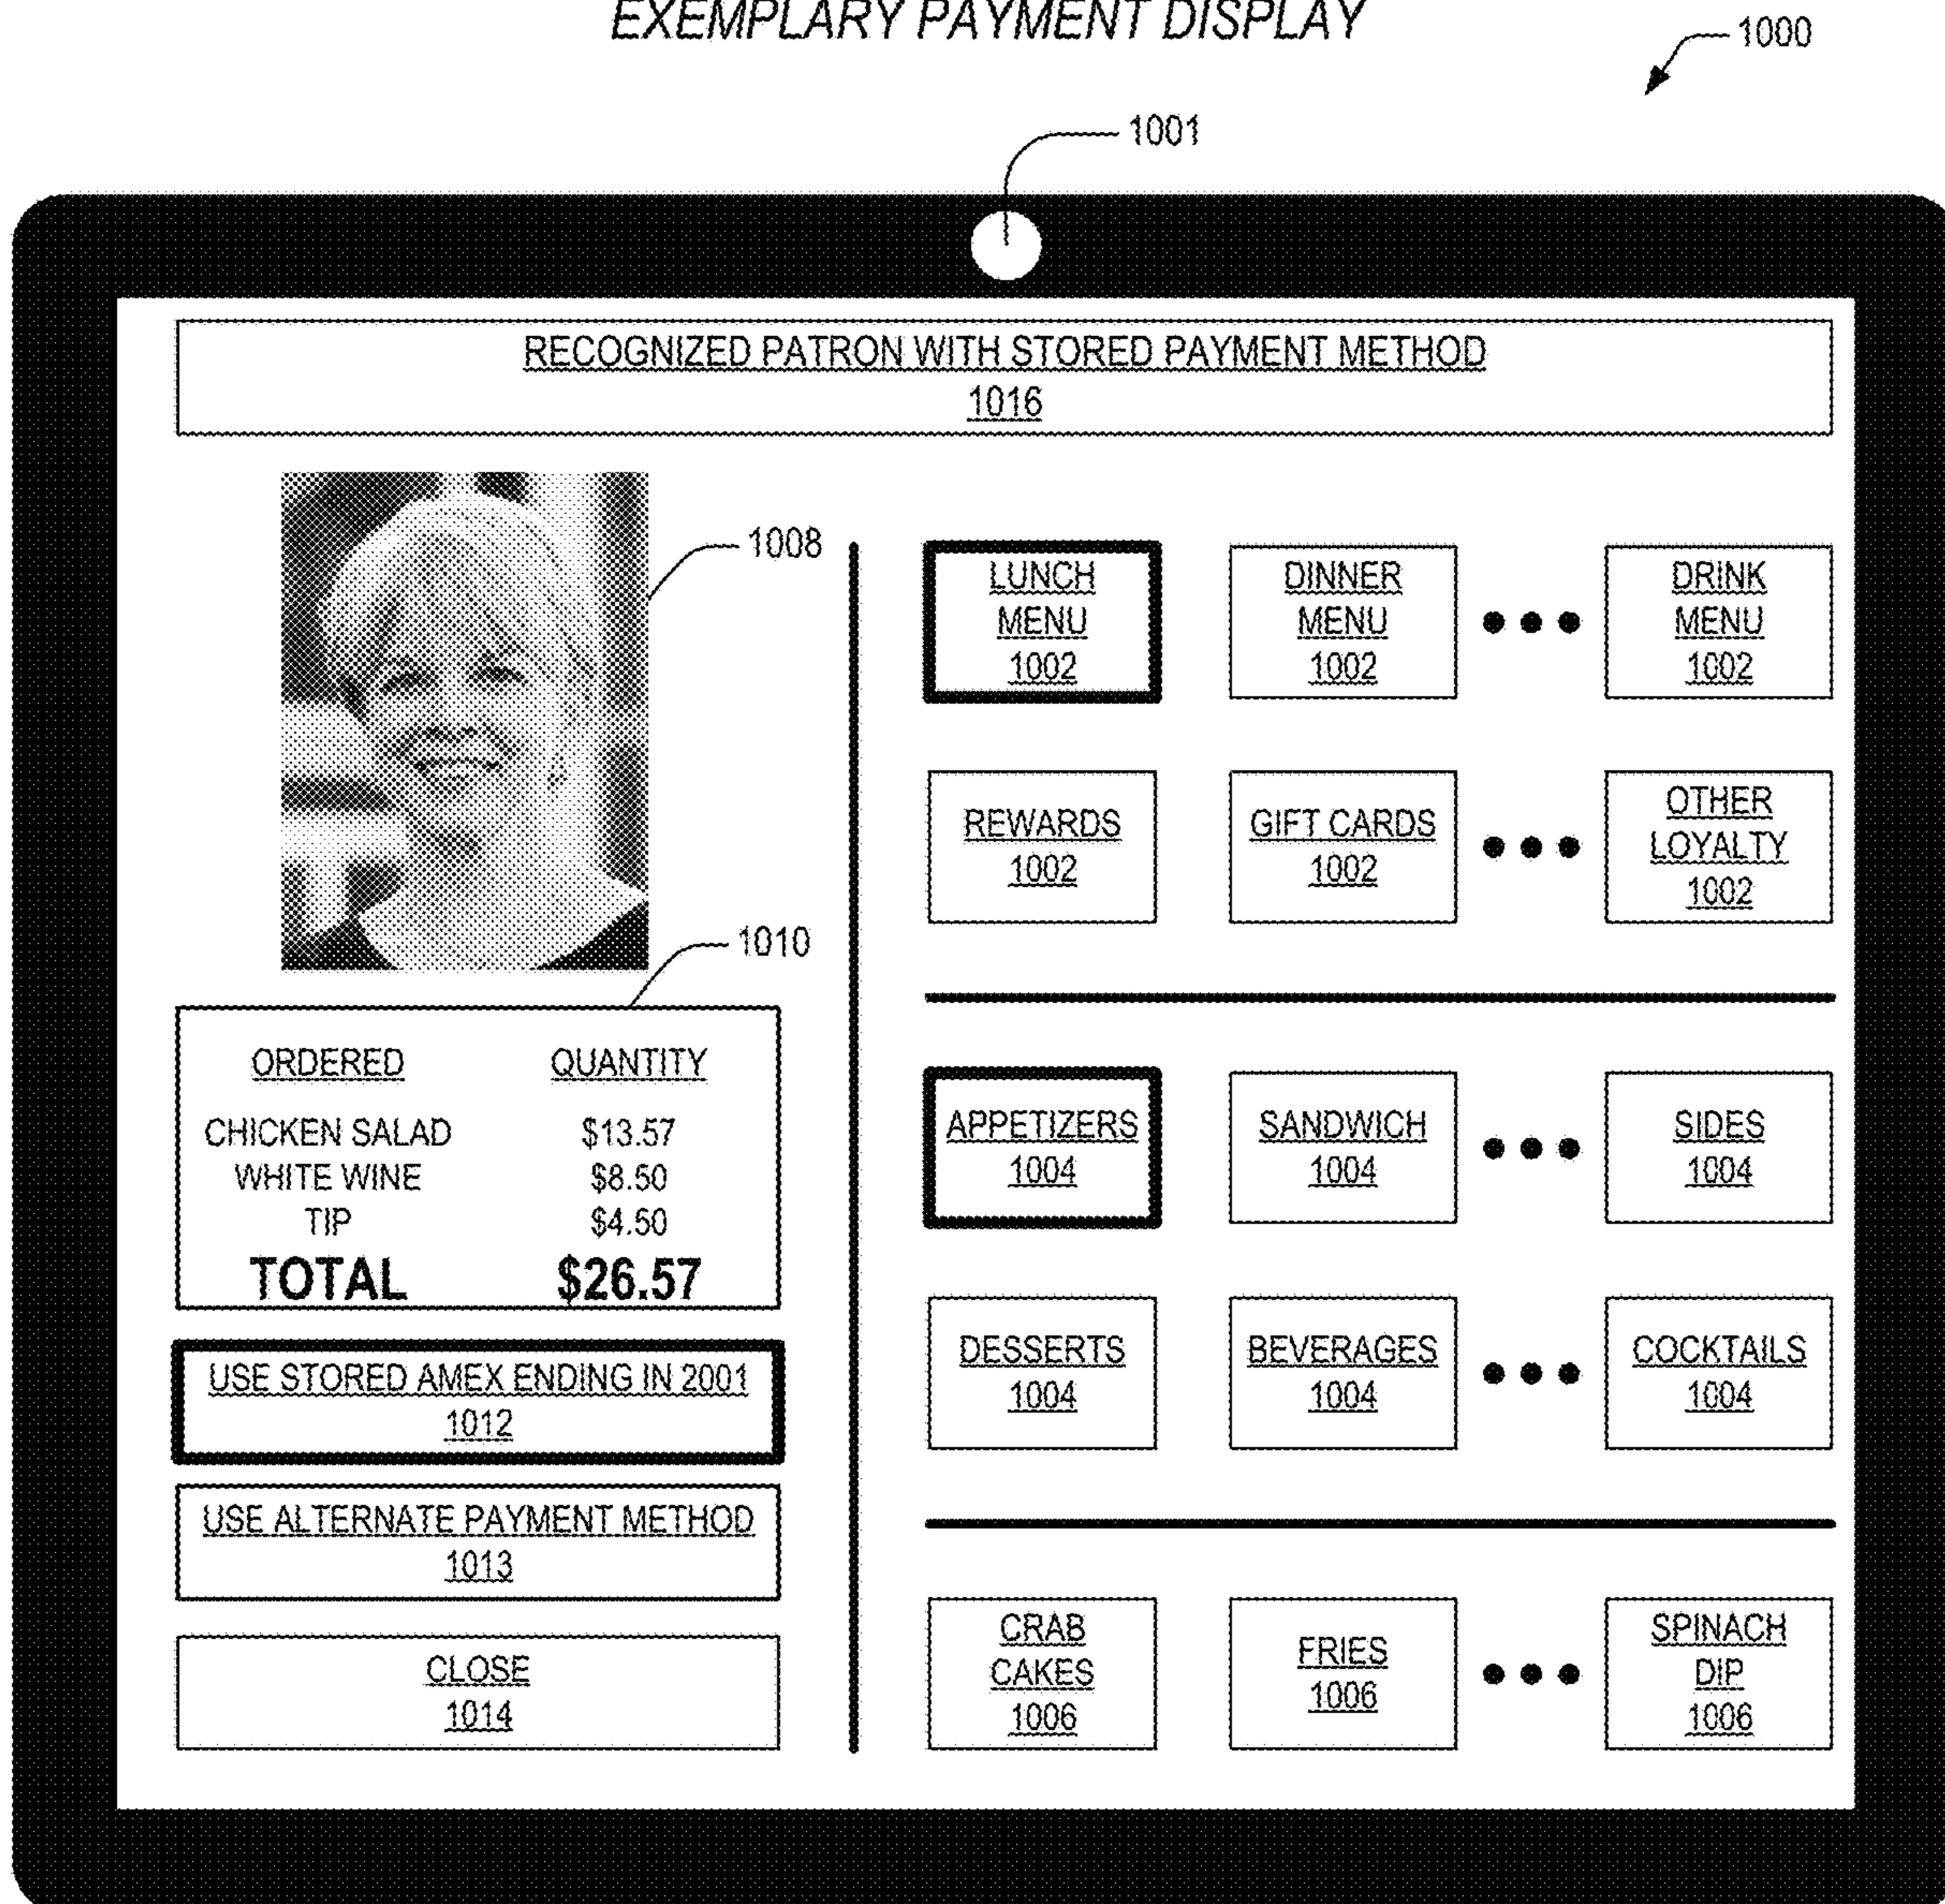 EXEMPLARY PAYMENT DISPLAY
1000
1001
RECOGNIZED PATRON WITH STORED PAYMENT METHOD
1016
1008
1010
ORDERED QUANTITY
CHICKEN SALAD $13.57
WHITE WINE $8.50
TIP $4.50
TOTAL $26.57
USE STORED AMEX ENDING IN 2001
1012
USE ALTERNATE PAYMENT METHOD
1013
CLOSE
1014
LUNCH
MENU
1002
DINNER
MENU
1002
DRINK
MENU
1002
REWARDS
1002
GIFT CARDS
1002
OTHER
LOYALTY
1002
APPETIZERS
1004
SANDWICH
1004
SIDES
1004
DESSERTS
1004
BEVERAGES
1004
COCKTAILS
1004
CRAB
CAKES
1006
FRIES
1006
SPINACH
DIP
1006